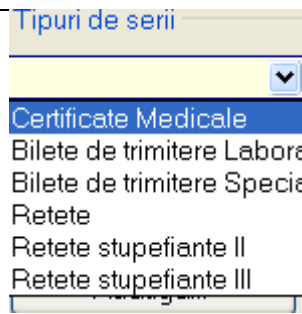 Tipuri de serii
Certificate Medicale
Bilete de trimitere Labora
Bilete de trimitere Specia
Retete
Retete stupefiante II
Retete stupefiante III